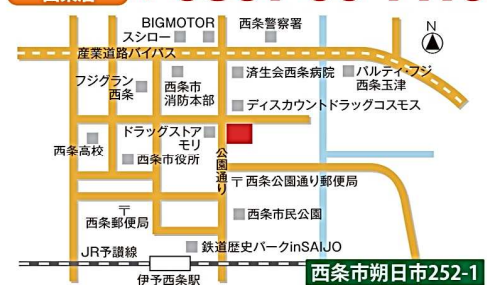 BIGMOTOR
スシロー
西条警察署
N
産業道路バイパス
フジグラン
西条
西条市
消防本部
済生会西条病院
パルティ・フジ
西条玉津
ディスカウントドラッグコスモス
ドラッグストア
モリ
西条高校
西条市役所
公園通り
〒西条公園通り郵便局
〒
西条郵便局
西条市民公園
JR予讃線
鉄道歴史パークinSAIJO
伊予西条駅
西条市朔日市252-1